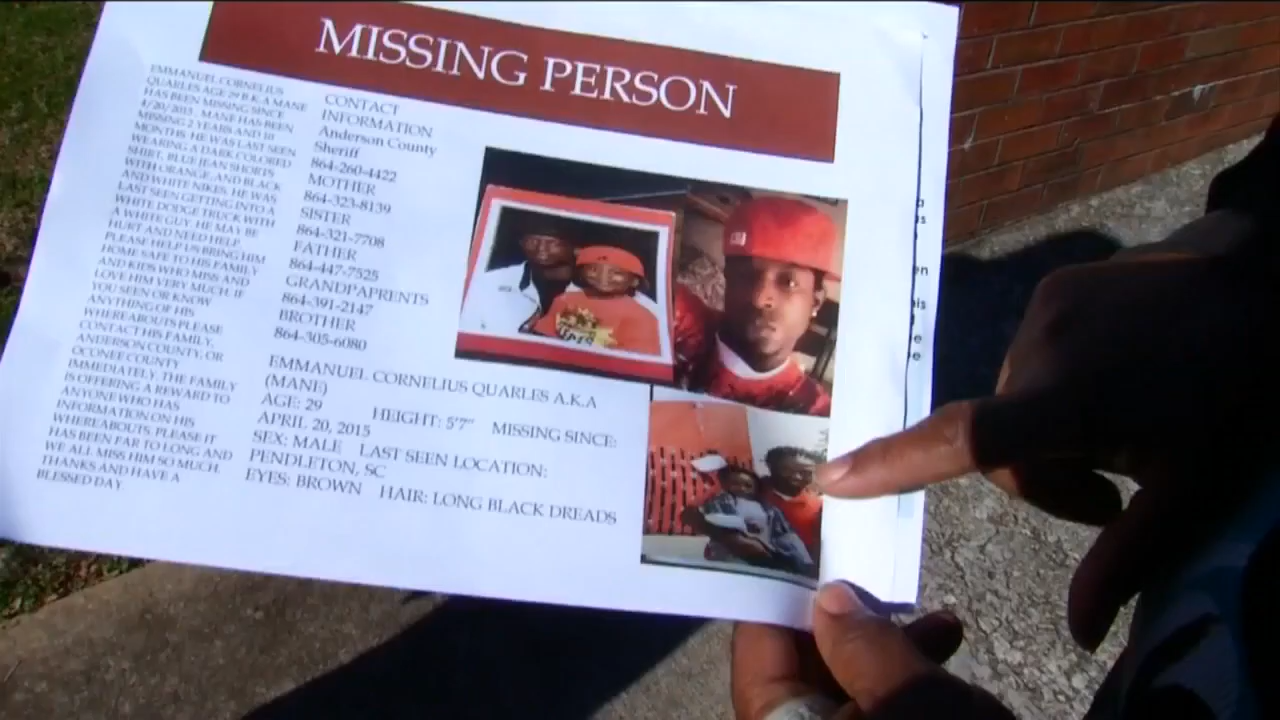 MISSING PERSON
EMMANUEL CORNELIUS
QUARLES AGE 29 B.K.A MANE
HAS BEEN MISSING SINCE
4/20/2015. MANE HAS BEEN
MISSING 2 YEARS AND 10
MONTHS. HE WAS LAST SEEN
WEARING A DARK COLORED
SHIRT, BLUE JEAN SHORTS
WITH ORANGE AND BLACK
AND WHITE NIKES. HE WAS
LAST SEEN GETTING INTO A
WHITE DODGE TRUCK WITH
A WHITE GUY. HE MAY BE
HURT AND NEED HELP.
PLEASE HELP US BRING HIM
HOME SAFE TO HIS FAMILY
AND KIDS WHO MISS AND
LOVE HIM VERY MUCH. IF
YOU SEEN OR KNOW
ANYTHING OF HIS
WHEREABOUTS PLEASE
CONTACT HIS FAMILY,
ANDERSON COUNTY, OR
OCONEE COUNTY
IMMEDIATELY. THE FAMILY
IS OFFERING A REWARD TO
ANYONE WHO HAS
INFORMATION ON HIS
WHEREABOUTS. PLEASE IT
HAS BEEN FAR TO LONG AND
WE ALL MISS HIM SO MUCH.
THANKS AND HAVE A
BLESSED DAY.
CONTACT
INFORMATION
Anderson County
Sheriff
864-260-4422
MOTHER
864-323-8139
SISTER
864-321-7708
FATHER
864-447-7525
GRANDPAPRENTS
864-391-2147
BROTHER
864-305-6080
EMMANUEL CORNELIUS QUARLES A.K.A
(MANE)
AGE: 29 HEIGHT: 5'7" MISSING SINCE:
APRIL 20, 2015
SEX: MALE LAST SEEN LOCATION:
PENDLETON, SC
EYES: BROWN HAIR: LONG BLACK DREADS